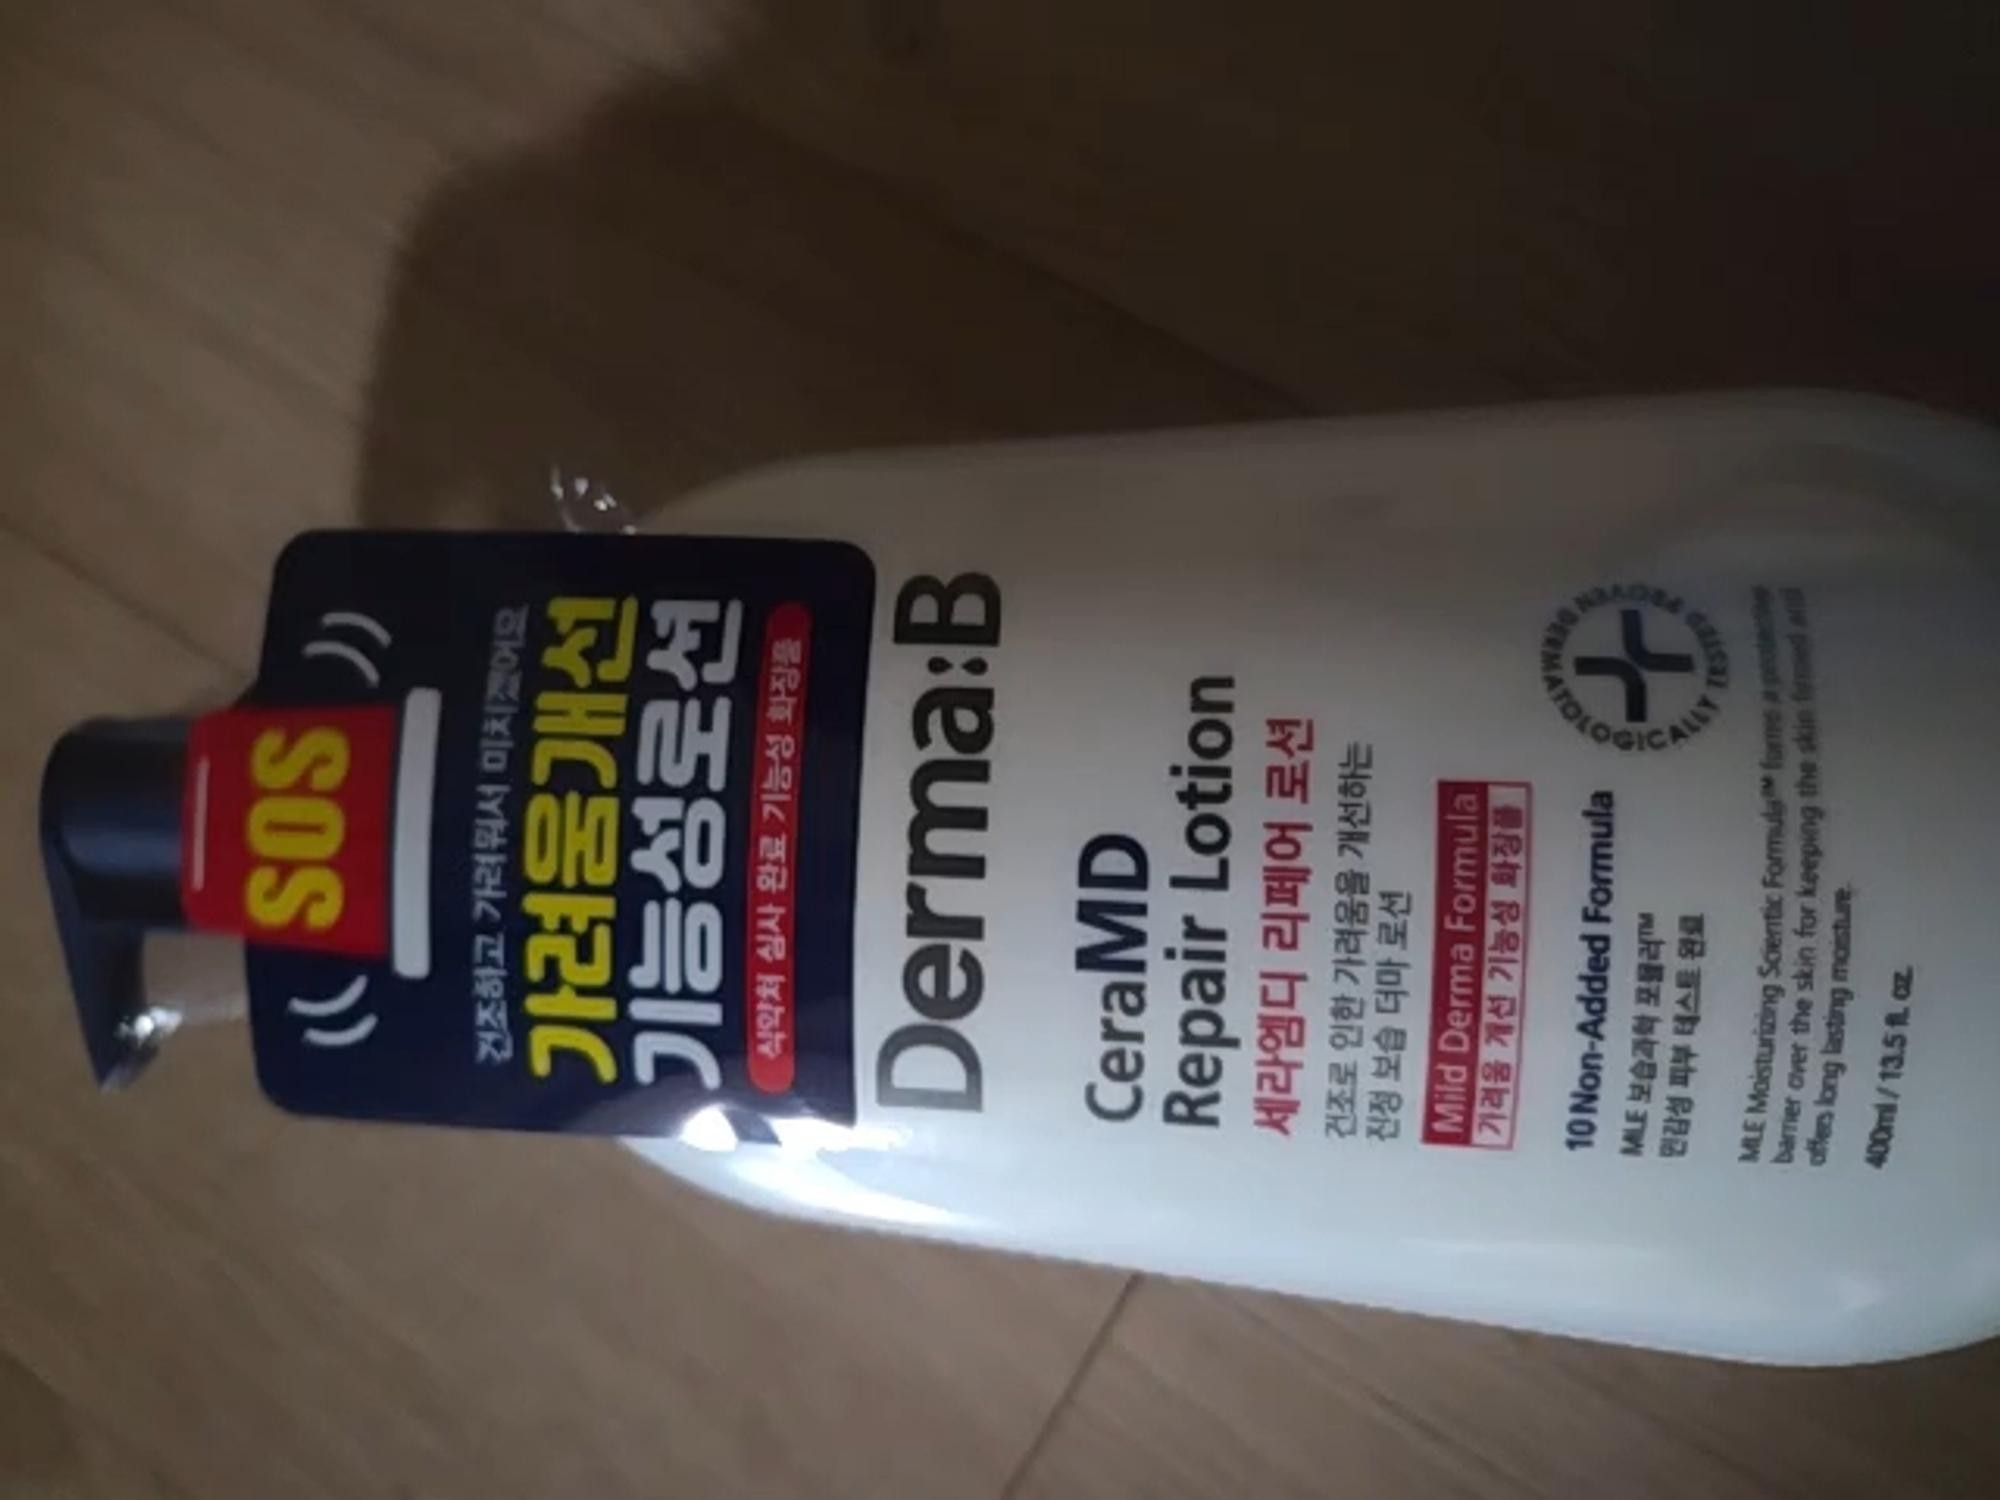 SOS
건조하고 가려워서 미치겠어요
가려움개선
기능성로션
식약처 심사 완료 기능성 화장품
Derma:B
CeraMD
Repair Lotion
세라엠디 리페어 로션
건조로 인한 가려움을 개선하는
진정 보습 더마 로션
Mild Derma Formula
가려움 개선 기능성 화장품
10 Non-Added Formula
MLE 보습과학 포뮬러™
민감성 피부 테스트 완료
DERMATOLOGICALLY TESTED & PROVEN
MLE Moisturizing Scientic Formula™ forms a protective
barrier over the skin for keeping the skin firmed and
offers long lasting moisture.
400ml / 13.5 fl. oz.